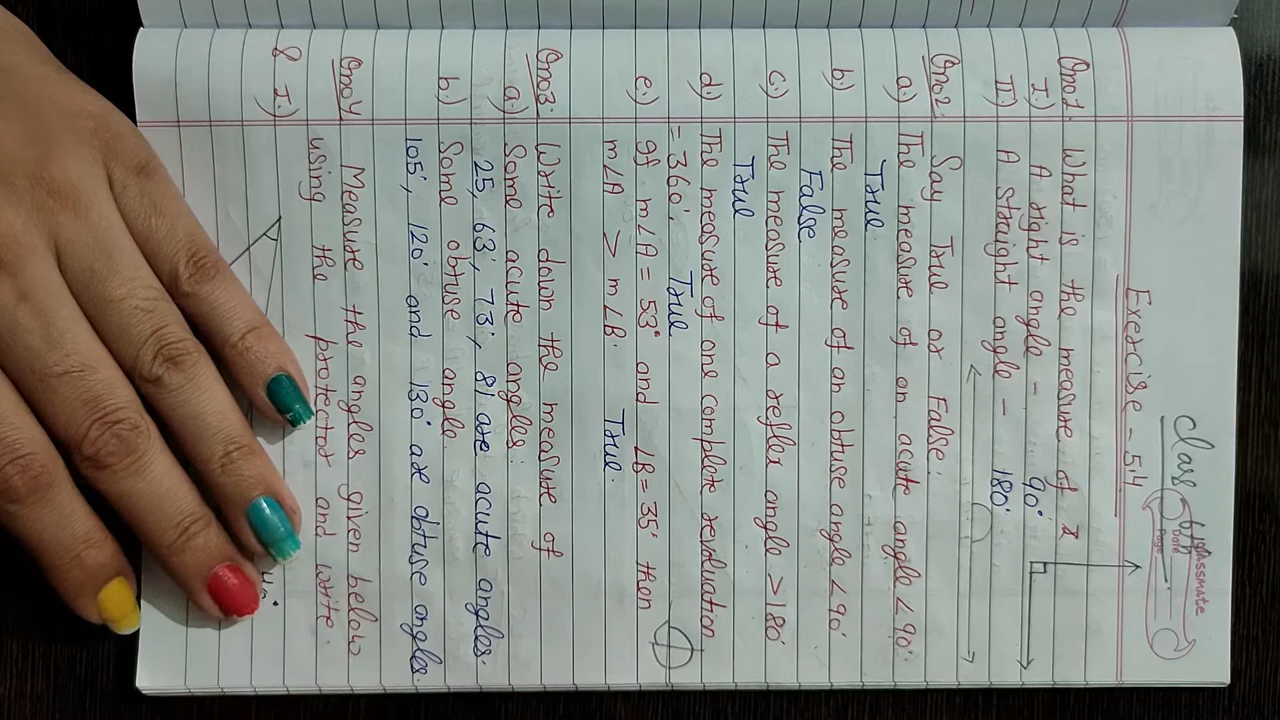 classmate
Date
Page
Class 6th
Exercise - 5.4
Qno1. What is the measure of
I.) A right angle - 90°
II.) A straight angle - 180°
Qno2. Say True or False.
a.) The measure of an acute angle < 90°.
True.
b.) The measure of an obtuse angle < 90°
False
c.) The measure of a reflex angle > 180°
True
d.) The measure of one complete revoluation
= 360°. True
e.) If m∠A = 53° and ∠B = 35° then
m∠A > m∠B. True.
Qno3. Write down the measure of
a.) Some acute angles.
25, 63°, 73°, 81 are acute angles.
b.) Some obtuse angle.
105°, 120° and 130° are obtuse angles.
Qno4 Measure the angles given below
using the protector and write.
8 I.)